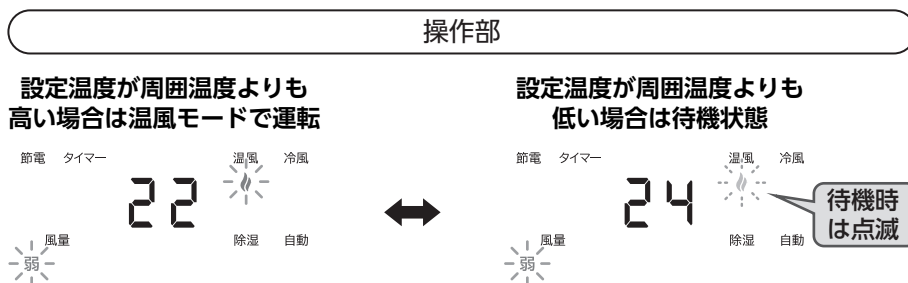 操作部
設定温度が周囲温度よりも
高い場合は温風モードで運転
節電 タイマー 温風 冷風
22
風量 除湿 自動
弱
設定温度が周囲温度よりも
低い場合は待機状態
節電 タイマー 温風 冷風
24
待機時
は点滅
風量 除湿 自動
弱